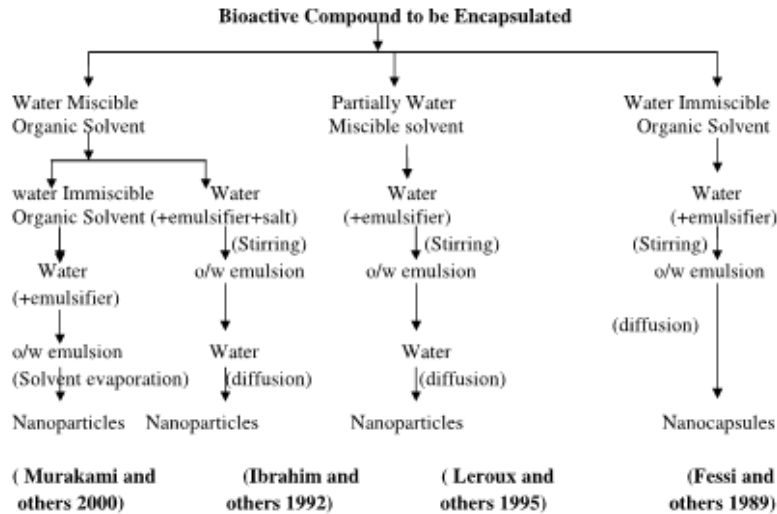 Bioactive Compound to be Encapsulated
Water Miscible
Organic Solvent
Partially Water
Miscible solvent
Water Immiscible
Organic Solvent
water Immiscible
Organic Solvent
Water
(+emulsifier+salt)
Water
(+emulsifier)
Water
(+emulsifier)
(Stirring)
(Stirring)
(Stirring)
Water
(+emulsifier)
o/w emulsion
o/w emulsion
o/w emulsion
(diffusion)
o/w emulsion
(Solvent evaporation)
Water
(diffusion)
Water
(diffusion)
Nanoparticles
Nanoparticles
Nanoparticles
Nanocapsules
( Murakami and
others 2000)
(Ibrahim and
others 1992)
( Leroux and
others 1995)
(Fessi and
others 1989)